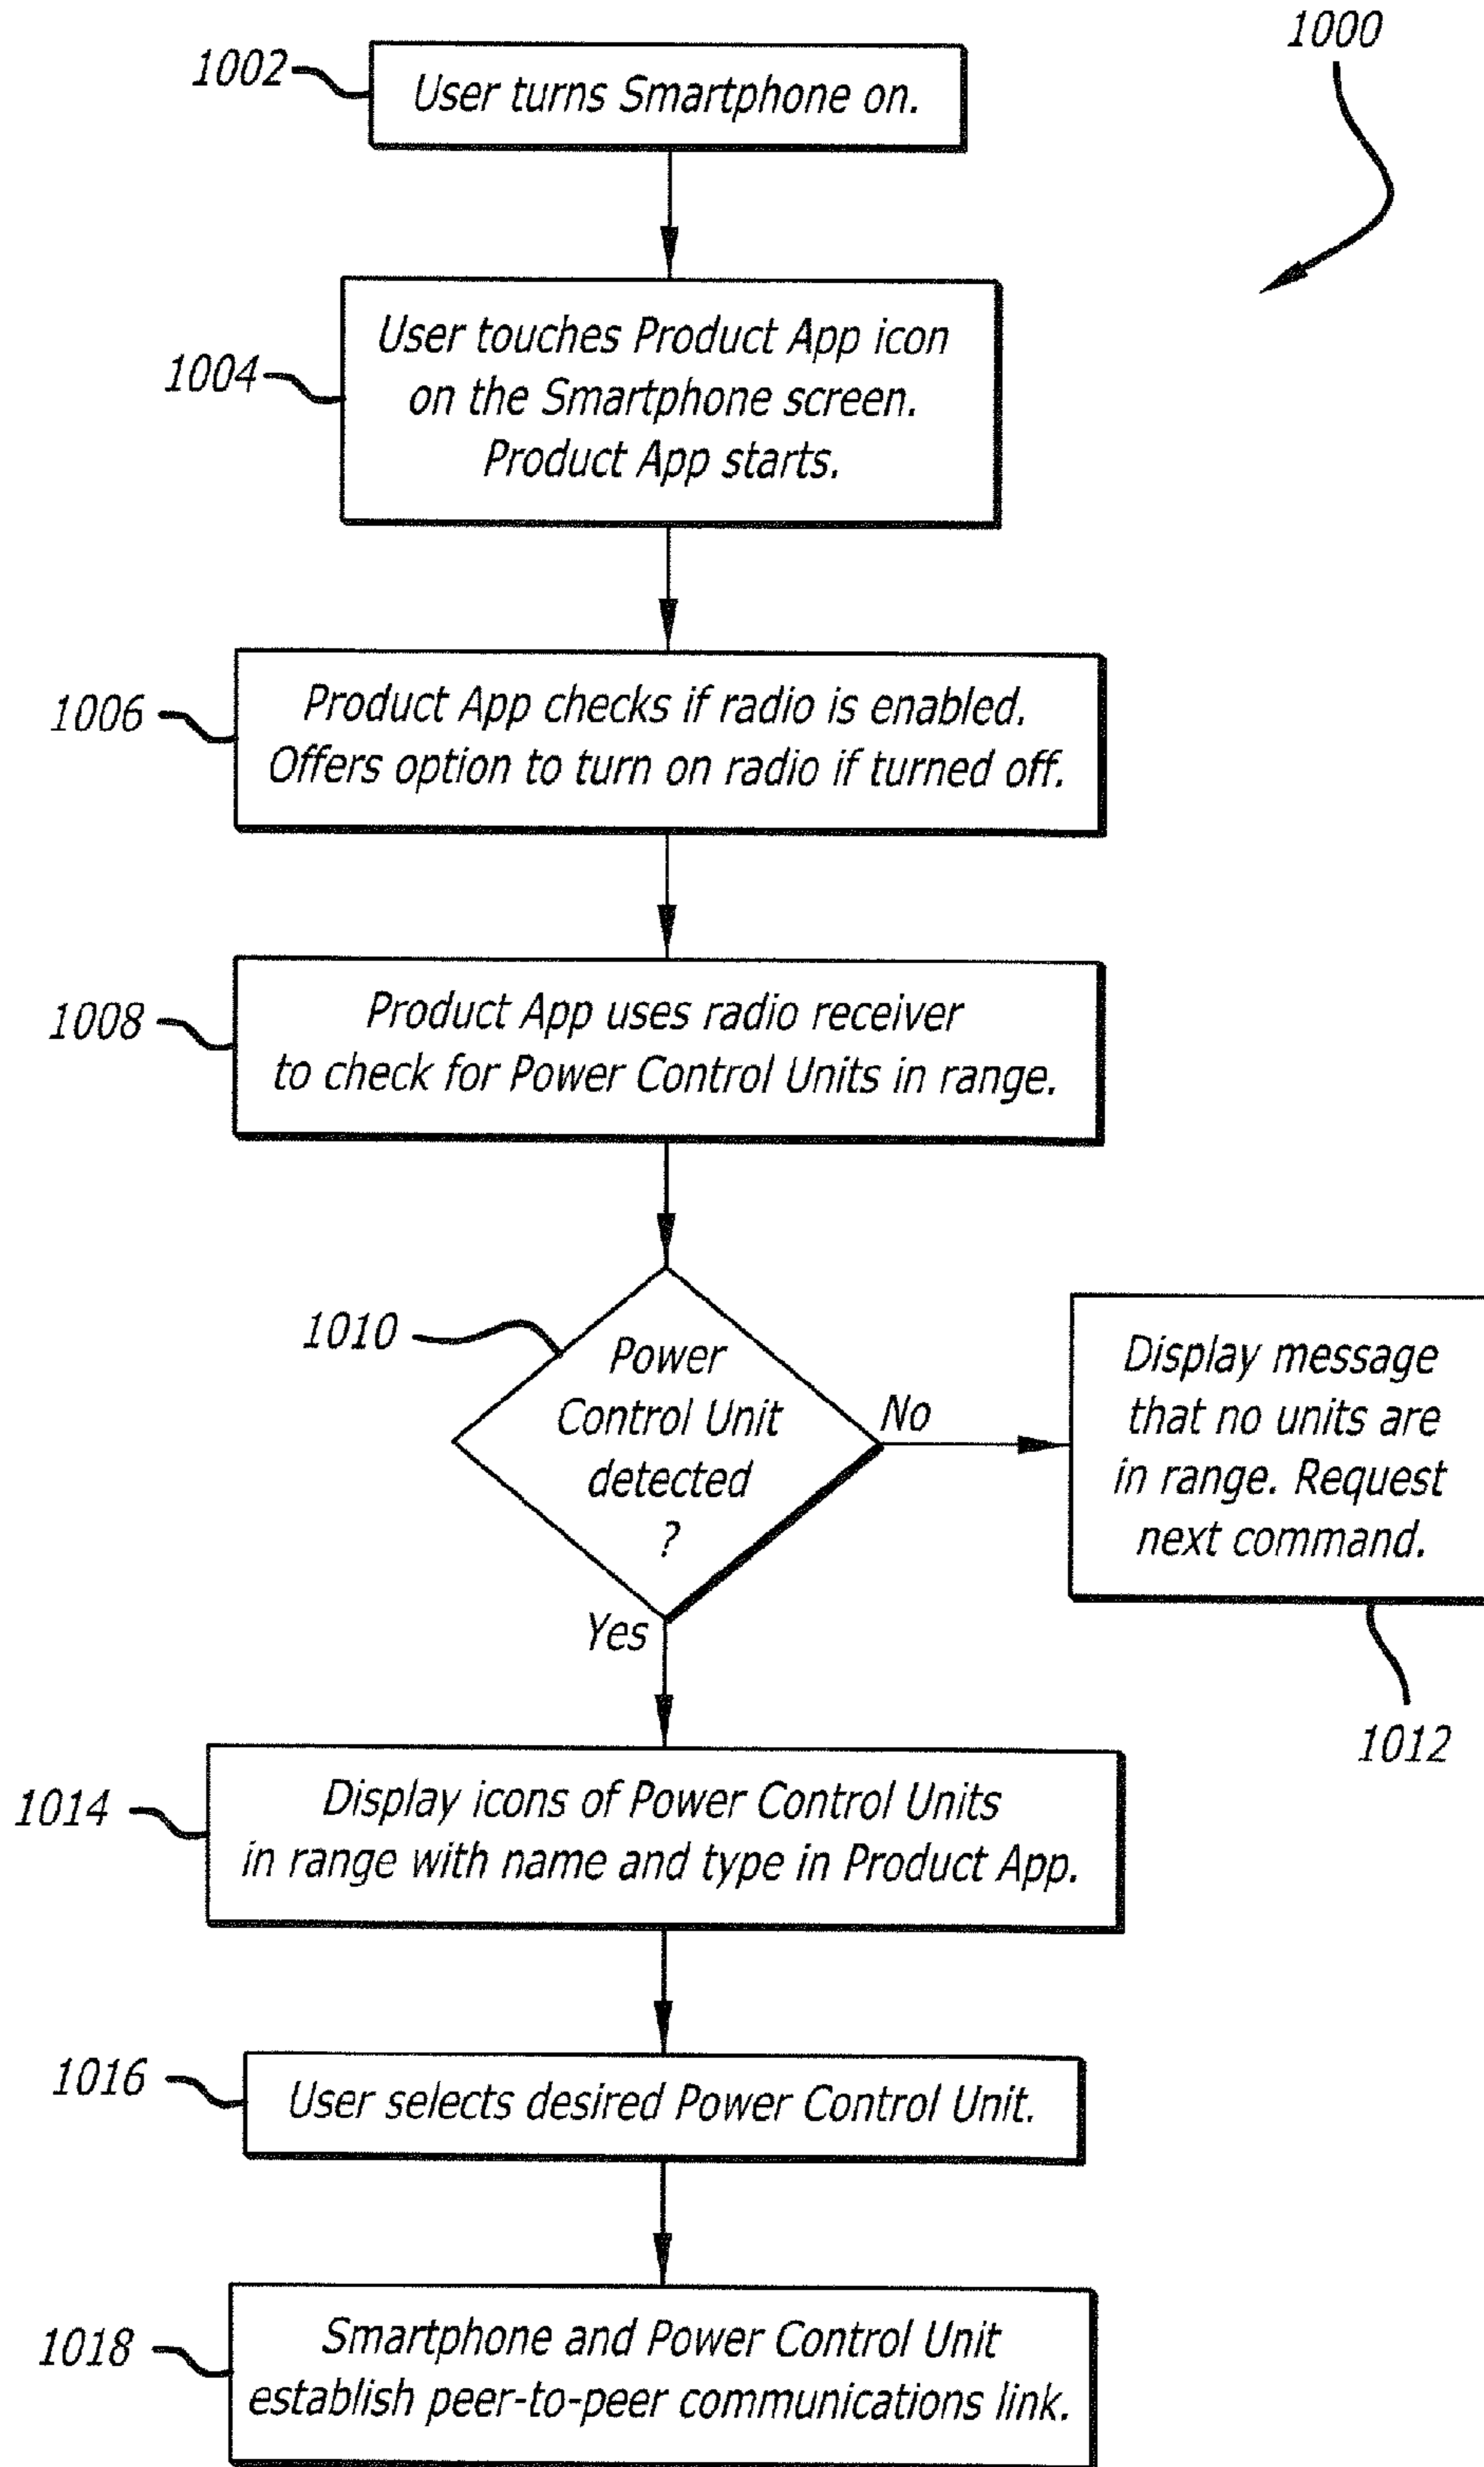 1000
1002
User turns Smartphone on.
1004
User touches Product App icon
on the Smartphone screen.
Product App starts.
1006
Product App checks if radio is enabled.
Offers option to turn on radio if turned off.
1008
Product App uses radio receiver
to check for Power Control Units in range.
1010
Power
Control Unit
detected
?
No
Yes
Display message
that no units are
in range. Request
next command.
1012
1014
Display icons of Power Control Units
in range with name and type in Product App.
1016
User selects desired Power Control Unit.
1018
Smartphone and Power Control Unit
establish peer-to-peer communications link.